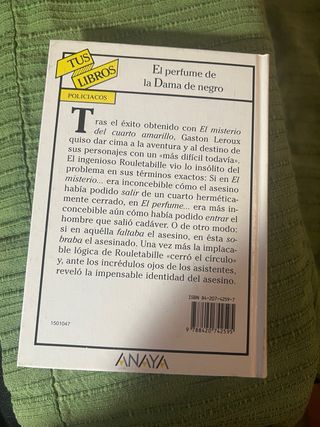 TUS
LIBROS
POLICIACOS
El perfume de
la Dama de negro
Tras el éxito obtenido con El misterio
del cuarto amarillo, Gaston Leroux
quiso dar cima a la aventura y al destino de
sus personajes con un «más difícil todavía».
El ingenioso Rouletabille vio lo insólito del
problema en sus términos exactos: Si en El
misterio... era inconcebible cómo el asesino
había podido salir de un cuarto hermética-
mente cerrado, en El perfume... era más in-
concebible aún cómo había podido entrar el
hombre que salió cadáver. O de otro modo:
si en aquélla faltaba el asesino, en ésta so-
braba el asesinado. Una vez más la implaca-
ble lógica de Rouletabille «cerró el círculo»
y, ante los incrédulos ojos de los asistentes,
reveló la impensable identidad del asesino.
ISBN 84-207-4259-7
9 788420 742595
1501047
ANAYA